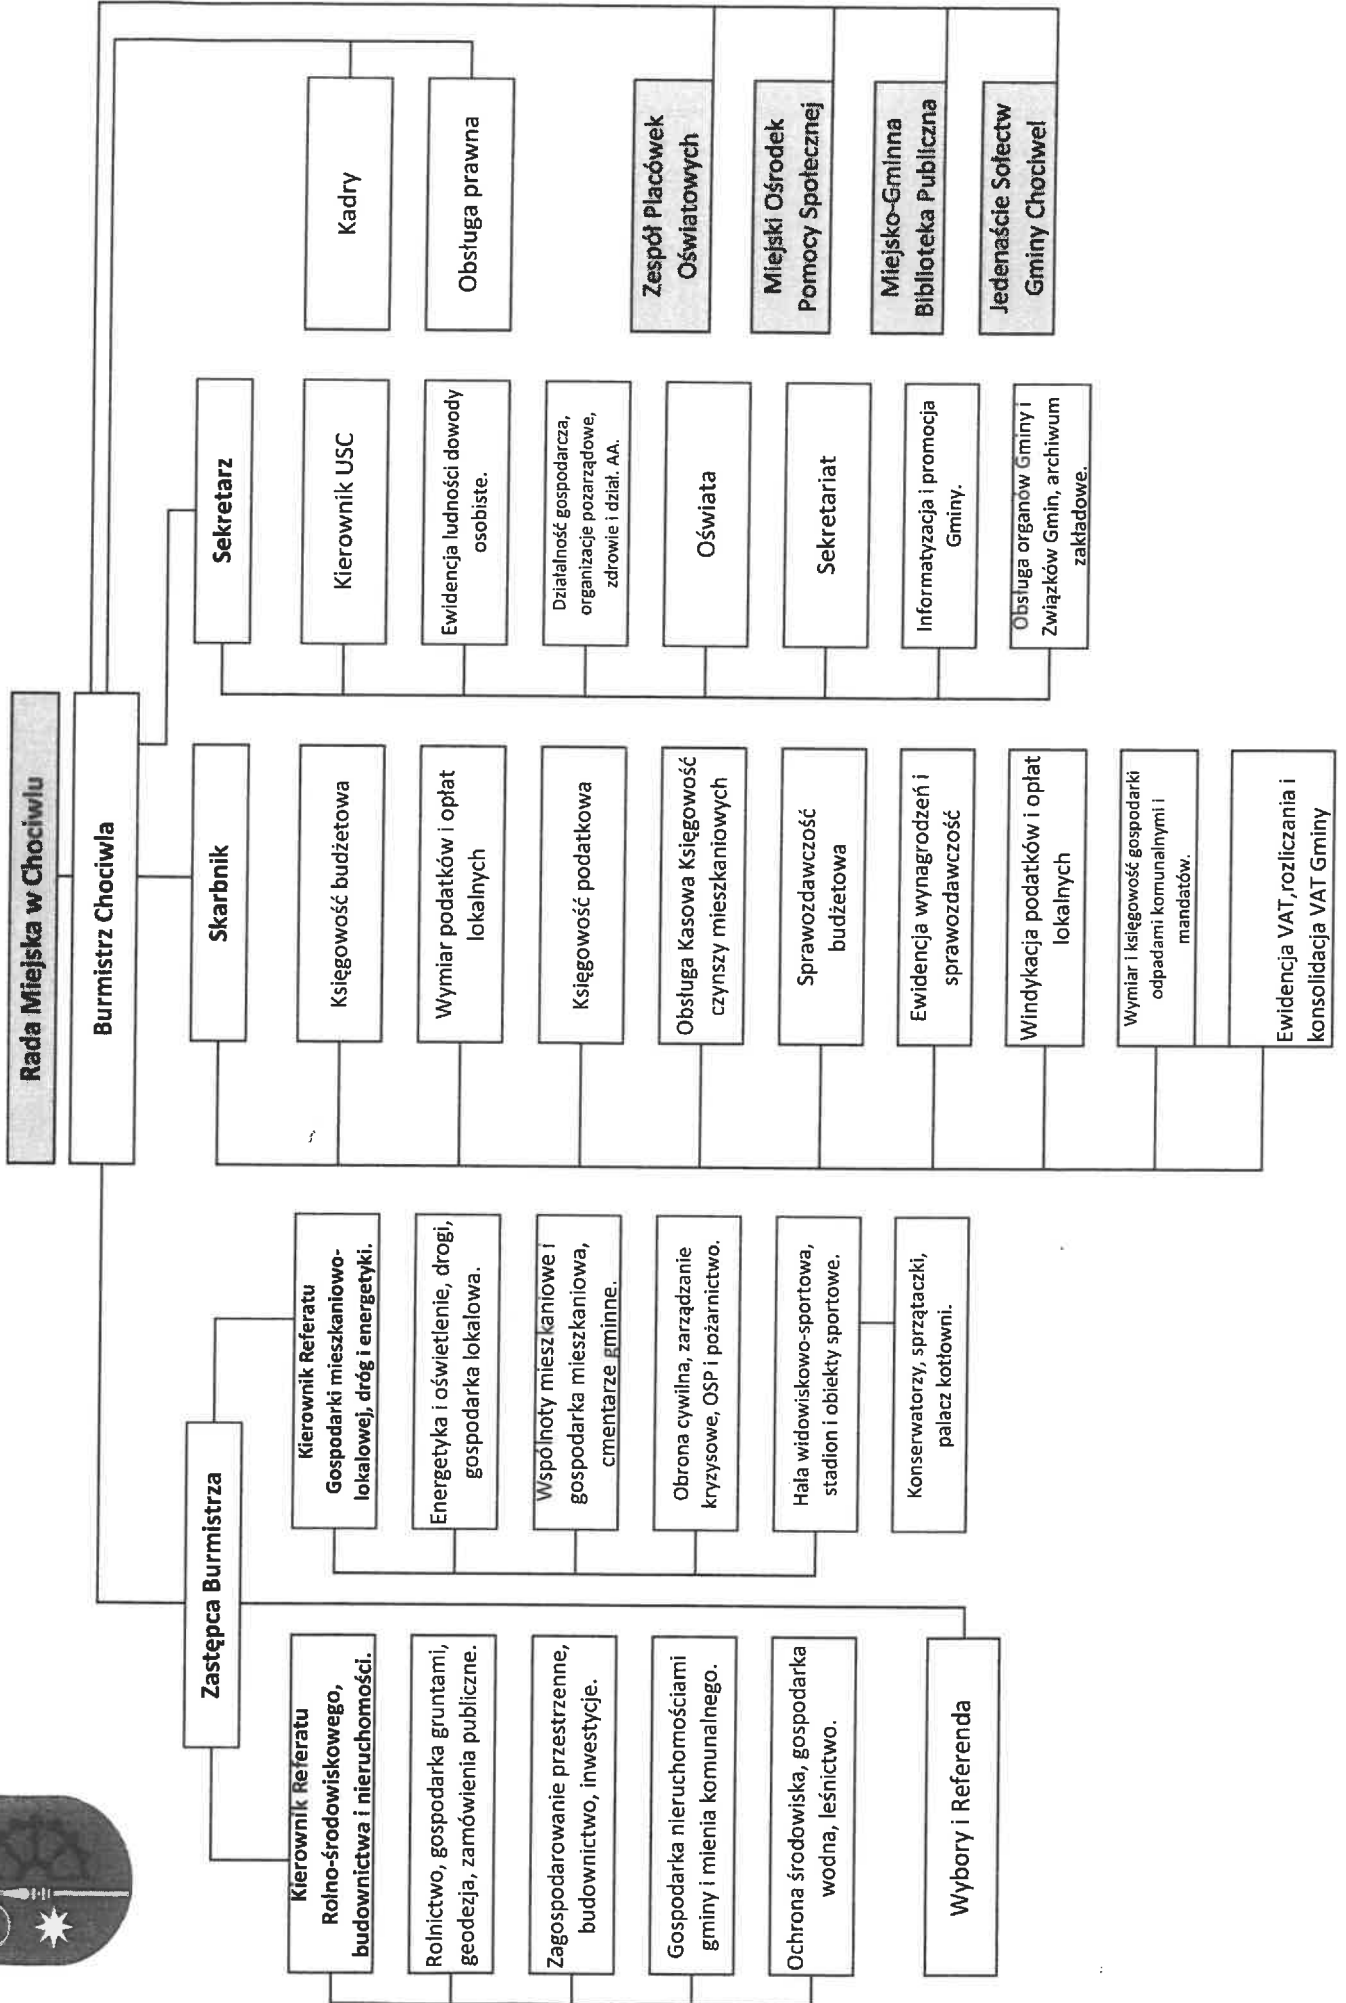 Rada Miejska w Chociwlu
Burmistrz Chociwla
Zastępca Burmistrza
Kierownik Referatu
Rolno-środowiskowego,
budownictwa i nieruchomości.
Rolnictwo, gospodarka gruntami,
geodezja, zamówienia publiczne.
Zagospodarowanie przestrzenne,
budownictwo, inwestycje.
Gospodarka nieruchomościami
gminy i mienia komunalnego.
Ochrona środowiska, gospodarka
wodna, leśnictwo.
Wybory i Referenda
Kierownik Referatu
Gospodarki mieszkaniowo-
lokalowej, dróg i energetyki.
Energetyka i oświetlenie, drogi,
gospodarka lokalowa.
Wspólnoty mieszkaniowe i
gospodarka mieszkaniowa,
cmentarze gminne.
Obrona cywilna, zarządzanie
kryzysowe, OSP i pożarnictwo.
Hala widowiskowo-sportowa,
stadion i obiekty sportowe.
Konserwatorzy, sprzątaczki,
palacz kotłowni.
Skarbnik
Księgowość budżetowa
Wymiar podatków i opłat
lokalnych
Księgowość podatkowa
Obsługa Kasowa Księgowość
czynszy mieszkaniowych
Sprawozdawczość
budżetowa
Ewidencja wynagrodzeń i
sprawozdawczość
Windykacja podatków i opłat
lokalnych
Wymiar i księgowość gospodarki
odpadami komunalnymi i
mandatów.
Ewidencja VAT,rozliczania i
konsolidacja VAT Gminy
Sekretarz
Kierownik USC
Ewidencja ludności dowody
osobiste.
Działalność gospodarcza,
organizacje pozarządowe,
zdrowie i dział. AA.
Oświata
Sekretariat
Informatyzacja i promocja
Gminy.
Obsługa organów Gminy i
Związków Gmin, archiwum
zakładowe.
Kadry
Obsługa prawna
Zespół Placówek
Oświatowych
Miejski Ośrodek
Pomocy Społecznej
Miejsko-Gminna
Biblioteka Publiczna
Jedenaście Sołectw
Gminy Chociwel